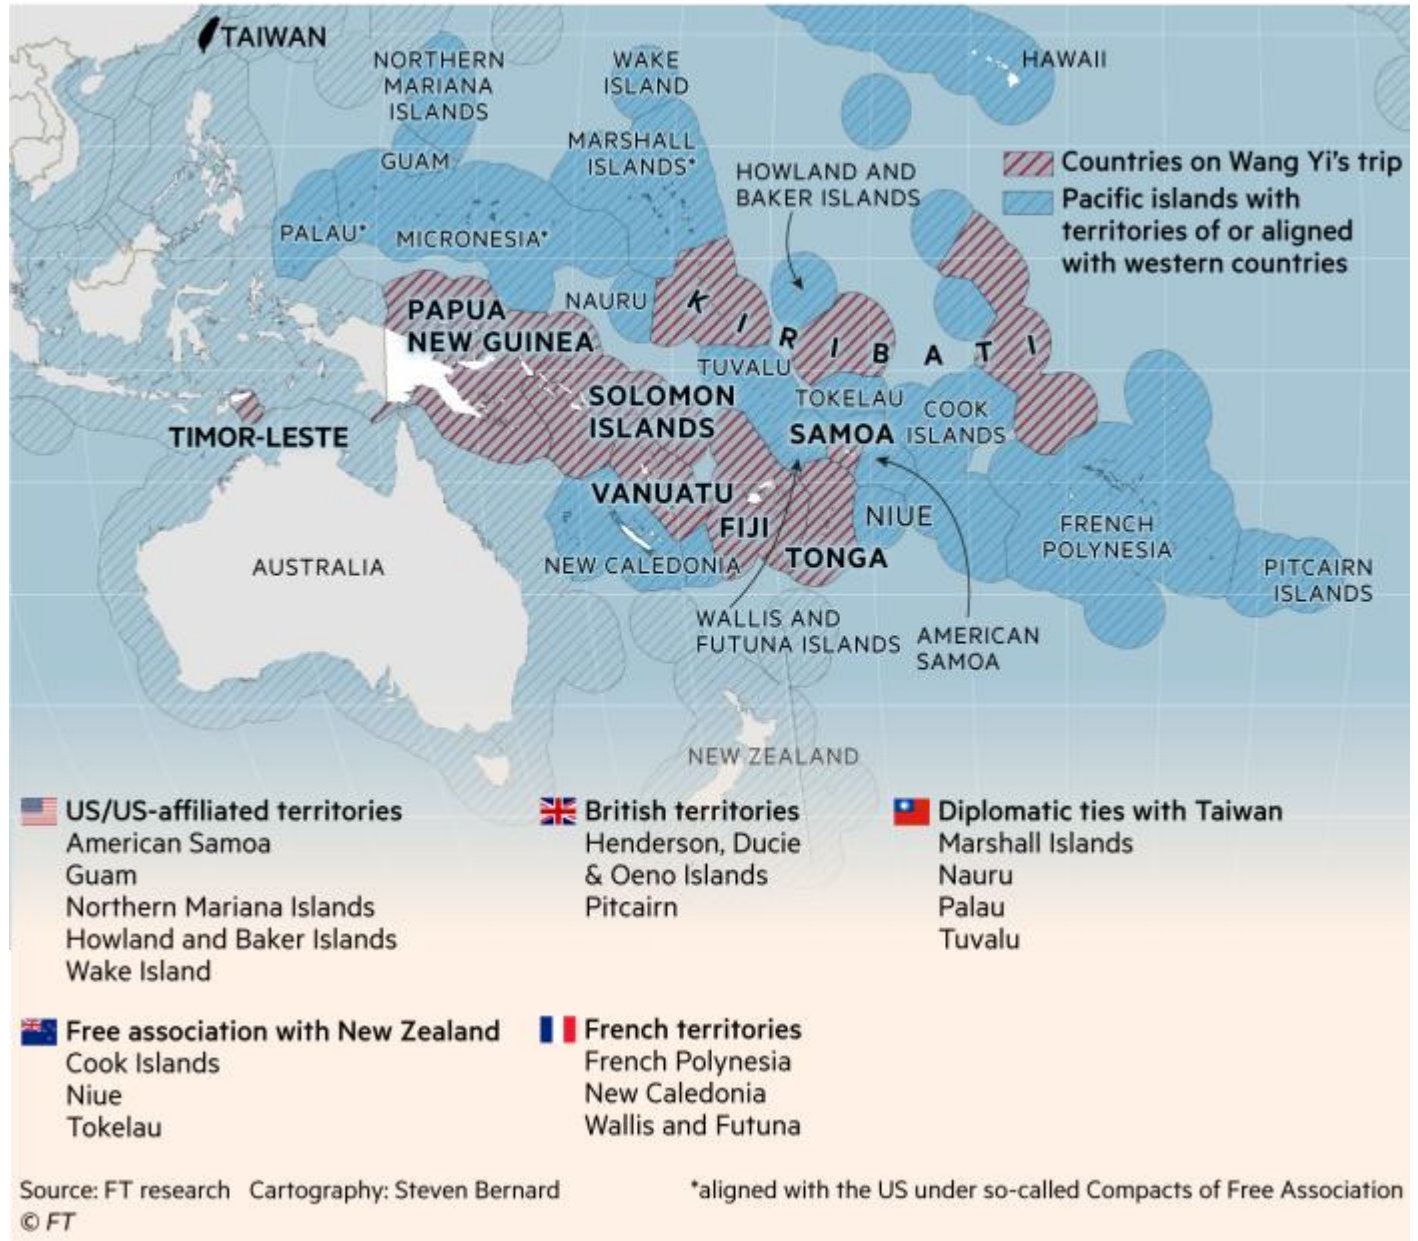 TAIWAN
NORTHERN
MARIANA
ISLANDS
WAKE
ISLAND
HAWAII
GUAM
MARSHALL
ISLANDS*
HOWLAND AND
BAKER ISLANDS
Countries on Wang Yi's trip
Pacific islands with
territories of or aligned
with western countries
PALAU*
MICRONESIA*
NAURU
KIRIBATI
PAPUA
NEW GUINEA
TUVALU
TOKELAU
COOK
ISLANDS
SOLOMON
ISLANDS
SAMOA
TIMOR-LESTE
VANUATU
FIJI
NIUE
TONGA
FRENCH
POLYNESIA
NEW CALEDONIA
AUSTRALIA
PITCAIRN
ISLANDS
WALLIS AND
FUTUNA ISLANDS
AMERICAN
SAMOA
NEW ZEALAND
US/US-affiliated territories
American Samoa
Guam
Northern Mariana Islands
Howland and Baker Islands
Wake Island
British territories
Henderson, Ducie
& Oeno Islands
Pitcairn
Diplomatic ties with Taiwan
Marshall Islands
Nauru
Palau
Tuvalu
Free association with New Zealand
Cook Islands
Niue
Tokelau
French territories
French Polynesia
New Caledonia
Wallis and Futuna
Source: FT research Cartography: Steven Bernard
*aligned with the US under so-called Compacts of Free Association
© FT